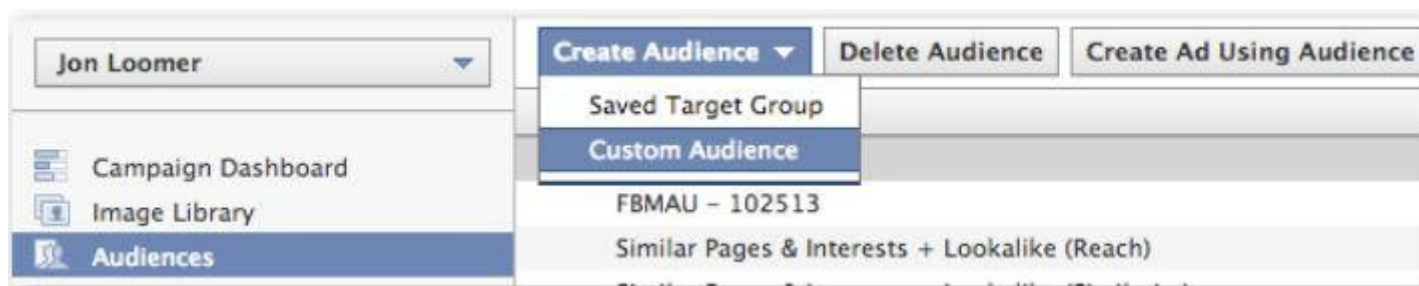 Jon Loomer
Create Audience
Delete Audience
Create Ad Using Audience
Saved Target Group
Custom Audience
Campaign Dashboard
Image Library
Audiences
FBMAU – 102513
Similar Pages & Interests + Lookalike (Reach)